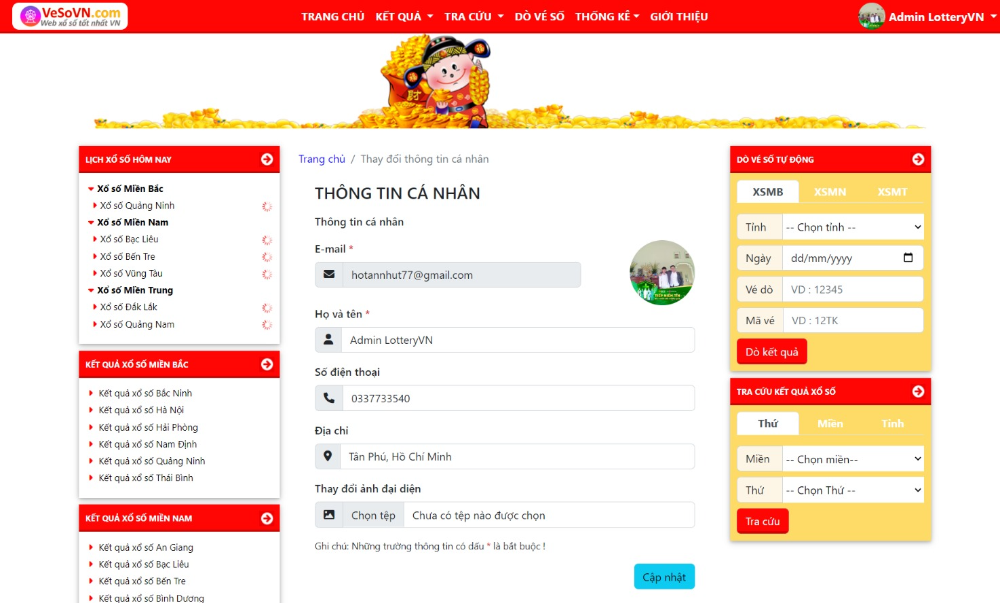 VeSoVN.com
Web xổ số tốt nhất VN
TRANG CHỦ
KẾT QUẢ
TRA CỨU
DÒ VÉ SỐ
THỐNG KÊ
GIỚI THIỆU
Admin LotteryVN
財
LỊCH XỔ SỐ HÔM NAY
Xổ số Miền Bắc
Xổ số Quảng Ninh
Xổ số Miền Nam
Xổ số Bạc Liêu
Xổ số Bến Tre
Xổ số Vũng Tàu
Xổ số Miền Trung
Xổ số Đắk Lắk
Xổ số Quảng Nam
KẾT QUẢ XỔ SỐ MIỀN BẮC
Kết quả xổ số Bắc Ninh
Kết quả xổ số Hà Nội
Kết quả xổ số Hải Phòng
Kết quả xổ số Nam Định
Kết quả xổ số Quảng Ninh
Kết quả xổ số Thái Bình
KẾT QUẢ XỔ SỐ MIỀN NAM
Kết quả xổ số An Giang
Kết quả xổ số Bạc Liêu
Kết quả xổ số Bến Tre
Kết quả xổ số Bình Dương
Trang chủ / Thay đổi thông tin cá nhân
THÔNG TIN CÁ NHÂN
Thông tin cá nhân
E-mail *
hotannhut77@gmail.com
TIẾP NIỀM TIN
Họ và tên *
Admin LotteryVN
Số điện thoại
0337733540
Địa chỉ
Tân Phú, Hồ Chí Minh
Thay đổi ảnh đại diện
Chọn tệp Chưa có tệp nào được chọn
Ghi chú: Những trường thông tin có dấu * là bắt buộc !
Cập nhật
DÒ VÉ SỐ TỰ ĐỘNG
XSMB XSMN XSMT
Tỉnh -- Chọn tỉnh --
Ngày dd/mm/yyyy
Vé dò VD : 12345
Mã vé VD : 12TK
Dò kết quả
TRA CỨU KẾT QUẢ XỔ SỐ
Thứ Miền Tỉnh
Miền -- Chọn miền--
Thứ -- Chọn Thứ --
Tra cứu